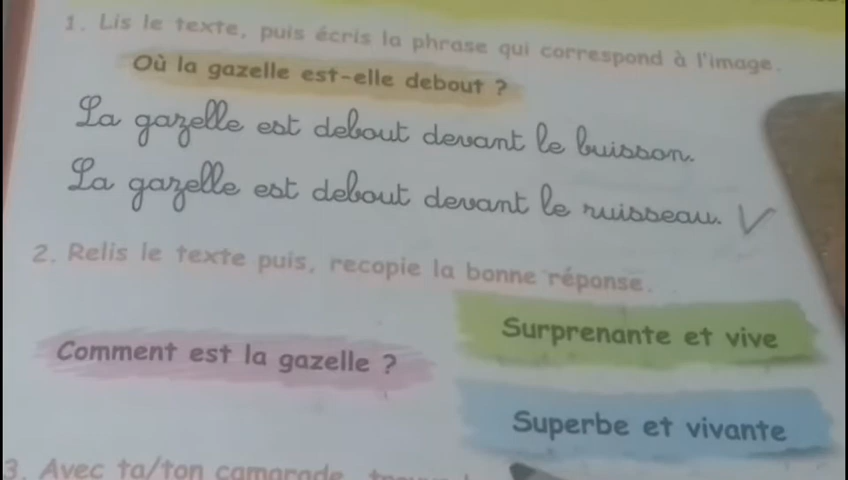 1. Lis le texte, puis écris la phrase qui correspond à l'image.
Où la gazelle est-elle debout ?
La gazelle est debout devant le buisson.
La gazelle est debout devant le ruisseau. ✓
2. Relis le texte puis, recopie la bonne réponse.
Surprenante et vive
Comment est la gazelle ?
Superbe et vivante
3. Avec ta/ton camarade,